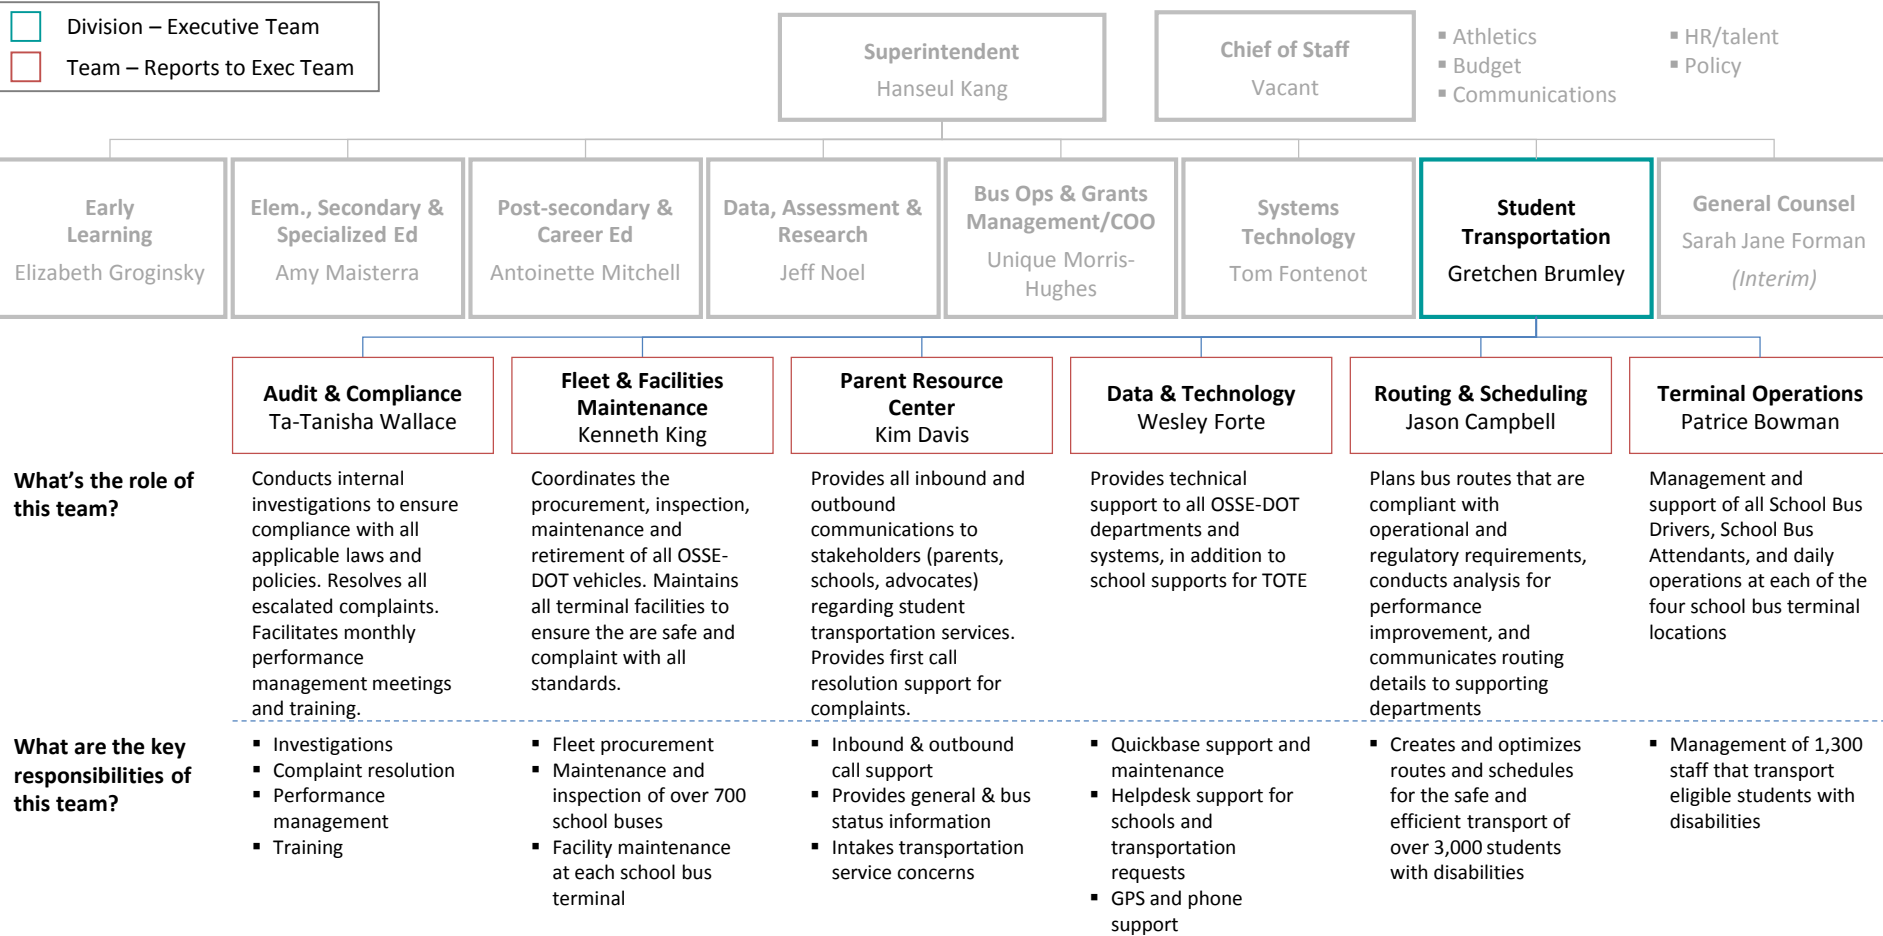 Division – Executive Team
Team – Reports to Exec Team
Superintendent
Hanseul Kang
Chief of Staff
Vacant
▪ Athletics
▪ Budget
▪ Communications
▪ HR/talent
▪ Policy
Early
Learning
Elizabeth Groginsky
Elem., Secondary &
Specialized Ed
Amy Maisterra
Post-secondary &
Career Ed
Antoinette Mitchell
Data, Assessment &
Research
Jeff Noel
Bus Ops & Grants
Management/COO
Unique Morris-
Hughes
Systems
Technology
Tom Fontenot
Student
Transportation
Gretchen Brumley
General Counsel
Sarah Jane Forman
(Interim)
Audit & Compliance
Ta-Tanisha Wallace
Fleet & Facilities
Maintenance
Kenneth King
Parent Resource
Center
Kim Davis
Data & Technology
Wesley Forte
Routing & Scheduling
Jason Campbell
Terminal Operations
Patrice Bowman
What's the role of
this team?
Conducts internal
investigations to ensure
compliance with all
applicable laws and
policies. Resolves all
escalated complaints.
Facilitates monthly
performance
management meetings
and training.
Coordinates the
procurement, inspection,
maintenance and
retirement of all OSSE-
DOT vehicles. Maintains
all terminal facilities to
ensure the are safe and
complaint with all
standards.
Provides all inbound and
outbound
communications to
stakeholders (parents,
schools, advocates)
regarding student
transportation services.
Provides first call
resolution support for
complaints.
Provides technical
support to all OSSE-DOT
departments and
systems, in addition to
school supports for TOTE
Plans bus routes that are
compliant with
operational and
regulatory requirements,
conducts analysis for
performance
improvement, and
communicates routing
details to supporting
departments
Management and
support of all School Bus
Drivers, School Bus
Attendants, and daily
operations at each of the
four school bus terminal
locations
What are the key
responsibilities of
this team?
▪ Investigations
▪ Complaint resolution
▪ Performance
management
▪ Training
▪ Fleet procurement
▪ Maintenance and
inspection of over 700
school buses
▪ Facility maintenance
at each school bus
terminal
▪ Inbound & outbound
call support
▪ Provides general & bus
status information
▪ Intakes transportation
service concerns
▪ Quickbase support and
maintenance
▪ Helpdesk support for
schools and
transportation
requests
▪ GPS and phone
support
▪ Creates and optimizes
routes and schedules
for the safe and
efficient transport of
over 3,000 students
with disabilities
▪ Management of 1,300
staff that transport
eligible students with
disabilities